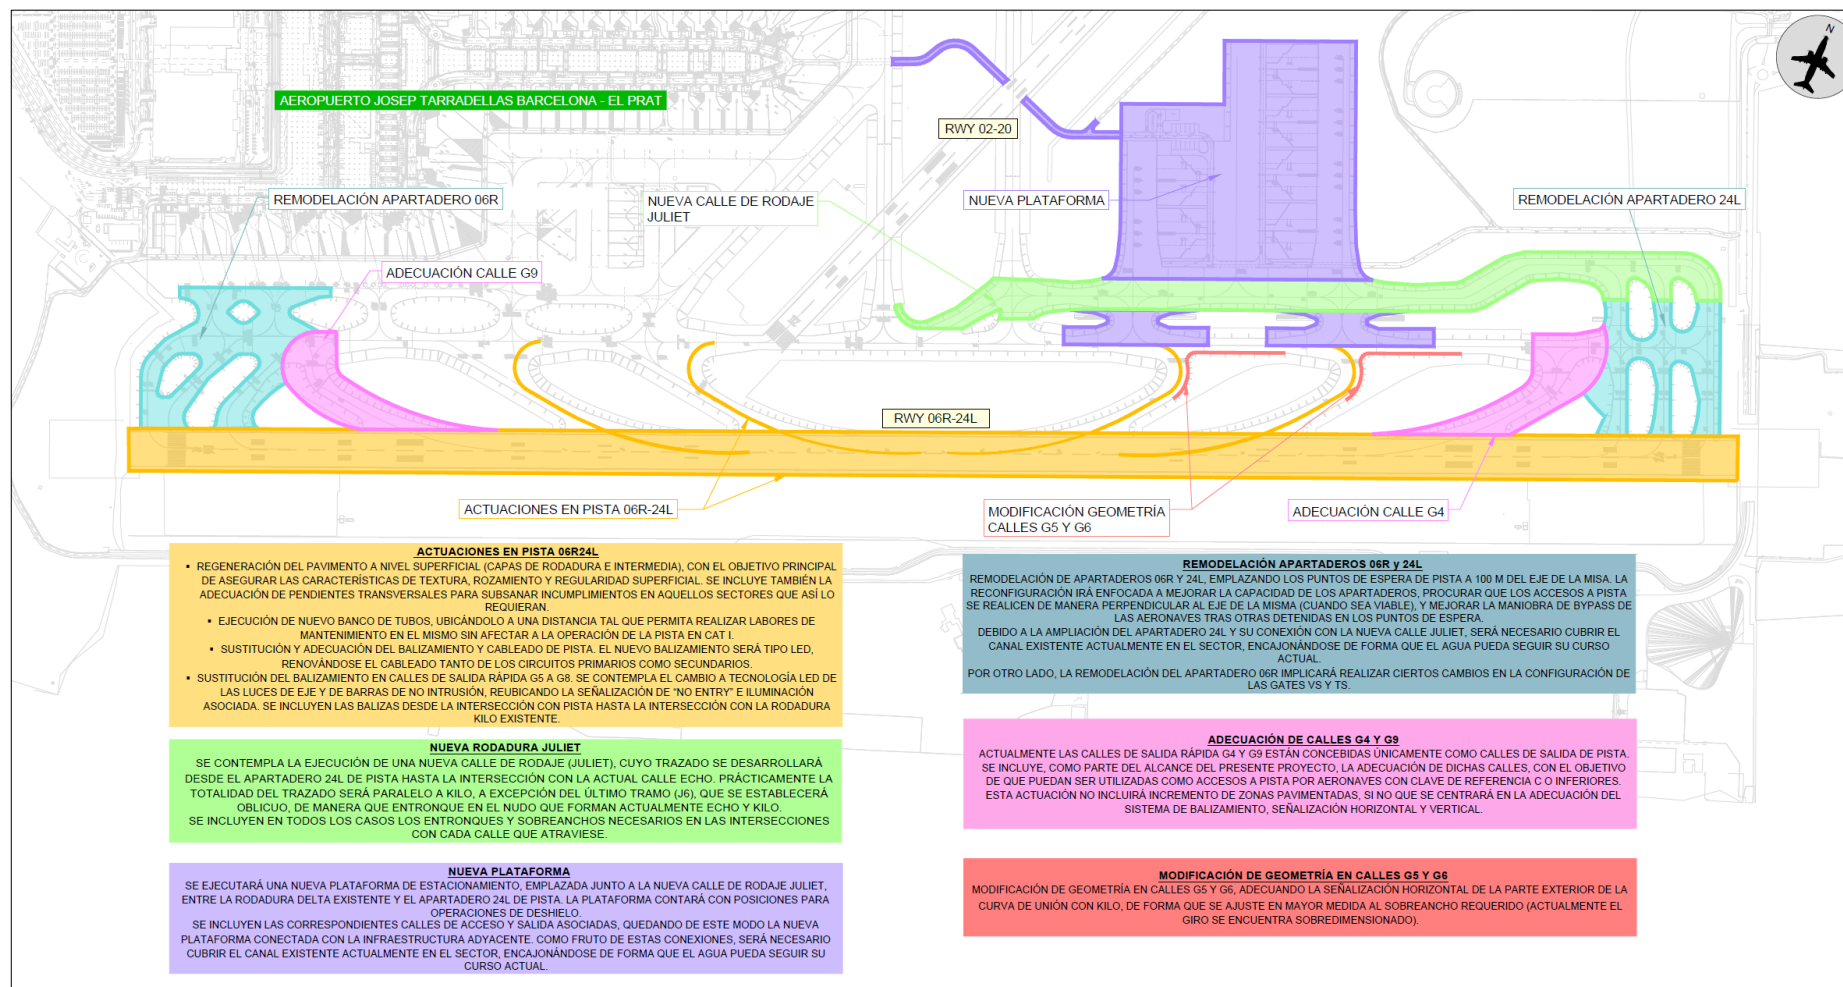 N
AEROPUERTO JOSEP TARRADELLAS BARCELONA - EL PRAT
RWY 02-20
REMODELACIÓN APARTADERO 06R
NUEVA CALLE DE RODAJE
JULIET
NUEVA PLATAFORMA
REMODELACIÓN APARTADERO 24L
ADECUACIÓN CALLE G9
RWY 06R-24L
ACTUACIONES EN PISTA 06R-24L
MODIFICACIÓN GEOMETRÍA
CALLES G5 Y G6
ADECUACIÓN CALLE G4
ACTUACIONES EN PISTA 06R24L
▪ REGENERACIÓN DEL PAVIMENTO A NIVEL SUPERFICIAL (CAPAS DE RODADURA E INTERMEDIA), CON EL OBJETIVO PRINCIPAL
DE ASEGURAR LAS CARACTERÍSTICAS DE TEXTURA, ROZAMIENTO Y REGULARIDAD SUPERFICIAL. SE INCLUYE TAMBIÉN LA
ADECUACIÓN DE PENDIENTES TRANSVERSALES PARA SUBSANAR INCUMPLIMIENTOS EN AQUELLOS SECTORES QUE ASÍ LO
REQUIERAN.
▪ EJECUCIÓN DE NUEVO BANCO DE TUBOS, UBICÁNDOLO A UNA DISTANCIA TAL QUE PERMITA REALIZAR LABORES DE
MANTENIMIENTO EN EL MISMO SIN AFECTAR A LA OPERACIÓN DE LA PISTA EN CAT I.
▪ SUSTITUCIÓN Y ADECUACIÓN DEL BALIZAMIENTO Y CABLEADO DE PISTA. EL NUEVO BALIZAMIENTO SERÁ TIPO LED,
RENOVÁNDOSE EL CABLEADO TANTO DE LOS CIRCUITOS PRIMARIOS COMO SECUNDARIOS.
▪ SUSTITUCIÓN DEL BALIZAMIENTO EN CALLES DE SALIDA RÁPIDA G5 A G8. SE CONTEMPLA EL CAMBIO A TECNOLOGÍA LED DE
LAS LUCES DE EJE Y DE BARRAS DE NO INTRUSIÓN, REUBICANDO LA SEÑALIZACIÓN DE "NO ENTRY" E ILUMINACIÓN
ASOCIADA. SE INCLUYEN LAS BALIZAS DESDE LA INTERSECCIÓN CON PISTA HASTA LA INTERSECCIÓN CON LA RODADURA
KILO EXISTENTE.
NUEVA RODADURA JULIET
SE CONTEMPLA LA EJECUCIÓN DE UNA NUEVA CALLE DE RODAJE (JULIET), CUYO TRAZADO SE DESARROLLARÁ
DESDE EL APARTADERO 24L DE PISTA HASTA LA INTERSECCIÓN CON LA ACTUAL CALLE ECHO. PRÁCTICAMENTE LA
TOTALIDAD DEL TRAZADO SERÁ PARALELO A KILO, A EXCEPCIÓN DEL ÚLTIMO TRAMO (J6), QUE SE ESTABLECERÁ
OBLICUO, DE MANERA QUE ENTRONQUE EN EL NUDO QUE FORMAN ACTUALMENTE ECHO Y KILO.
SE INCLUYEN EN TODOS LOS CASOS LOS ENTRONQUES Y SOBREANCHOS NECESARIOS EN LAS INTERSECCIONES
CON CADA CALLE QUE ATRAVIESE.
NUEVA PLATAFORMA
SE EJECUTARÁ UNA NUEVA PLATAFORMA DE ESTACIONAMIENTO, EMPLAZADA JUNTO A LA NUEVA CALLE DE RODAJE JULIET,
ENTRE LA RODADURA DELTA EXISTENTE Y EL APARTADERO 24L DE PISTA. LA PLATAFORMA CONTARÁ CON POSICIONES PARA
OPERACIONES DE DESHIELO.
SE INCLUYEN LAS CORRESPONDIENTES CALLES DE ACCESO Y SALIDA ASOCIADAS, QUEDANDO DE ESTE MODO LA NUEVA
PLATAFORMA CONECTADA CON LA INFRAESTRUCTURA ADYACENTE. COMO FRUTO DE ESTAS CONEXIONES, SERÁ NECESARIO
CUBRIR EL CANAL EXISTENTE ACTUALMENTE EN EL SECTOR, ENCAJONÁNDOSE DE FORMA QUE EL AGUA PUEDA SEGUIR SU
CURSO ACTUAL.
REMODELACIÓN APARTADEROS 06R y 24L
REMODELACIÓN DE APARTADEROS 06R Y 24L, EMPLAZANDO LOS PUNTOS DE ESPERA DE PISTA A 100 M DEL EJE DE LA MISA. LA
RECONFIGURACIÓN IRÁ ENFOCADA A MEJORAR LA CAPACIDAD DE LOS APARTADEROS, PROCURAR QUE LOS ACCESOS A PISTA
SE REALICEN DE MANERA PERPENDICULAR AL EJE DE LA MISMA (CUANDO SEA VIABLE), Y MEJORAR LA MANIOBRA DE BYPASS DE
LAS AERONAVES TRAS OTRAS DETENIDAS EN LOS PUNTOS DE ESPERA.
DEBIDO A LA AMPLIACIÓN DEL APARTADERO 24L Y SU CONEXIÓN CON LA NUEVA CALLE JULIET, SERÁ NECESARIO CUBRIR EL
CANAL EXISTENTE ACTUALMENTE EN EL SECTOR, ENCAJONÁNDOSE DE FORMA QUE EL AGUA PUEDA SEGUIR SU CURSO
ACTUAL.
POR OTRO LADO, LA REMODELACIÓN DEL APARTADERO 06R IMPLICARÁ REALIZAR CIERTOS CAMBIOS EN LA CONFIGURACIÓN DE
LAS GATES VS Y TS.
ADECUACIÓN DE CALLES G4 Y G9
ACTUALMENTE LAS CALLES DE SALIDA RÁPIDA G4 Y G9 ESTÁN CONCEBIDAS ÚNICAMENTE COMO CALLES DE SALIDA DE PISTA.
SE INCLUYE, COMO PARTE DEL ALCANCE DEL PRESENTE PROYECTO, LA ADECUACIÓN DE DICHAS CALLES, CON EL OBJETIVO
DE QUE PUEDAN SER UTILIZADAS COMO ACCESOS A PISTA POR AERONAVES CON CLAVE DE REFERENCIA C O INFERIORES.
ESTA ACTUACIÓN NO INCLUIRÁ INCREMENTO DE ZONAS PAVIMENTADAS, SI NO QUE SE CENTRARÁ EN LA ADECUACIÓN DEL
SISTEMA DE BALIZAMIENTO, SEÑALIZACIÓN HORIZONTAL Y VERTICAL.
MODIFICACIÓN DE GEOMETRÍA EN CALLES G5 Y G6
MODIFICACIÓN DE GEOMETRÍA EN CALLES G5 Y G6, ADECUANDO LA SEÑALIZACIÓN HORIZONTAL DE LA PARTE EXTERIOR DE LA
CURVA DE UNIÓN CON KILO, DE FORMA QUE SE AJUSTE EN MAYOR MEDIDA AL SOBREANCHO REQUERIDO (ACTUALMENTE EL
GIRO SE ENCUENTRA SOBREDIMENSIONADO).